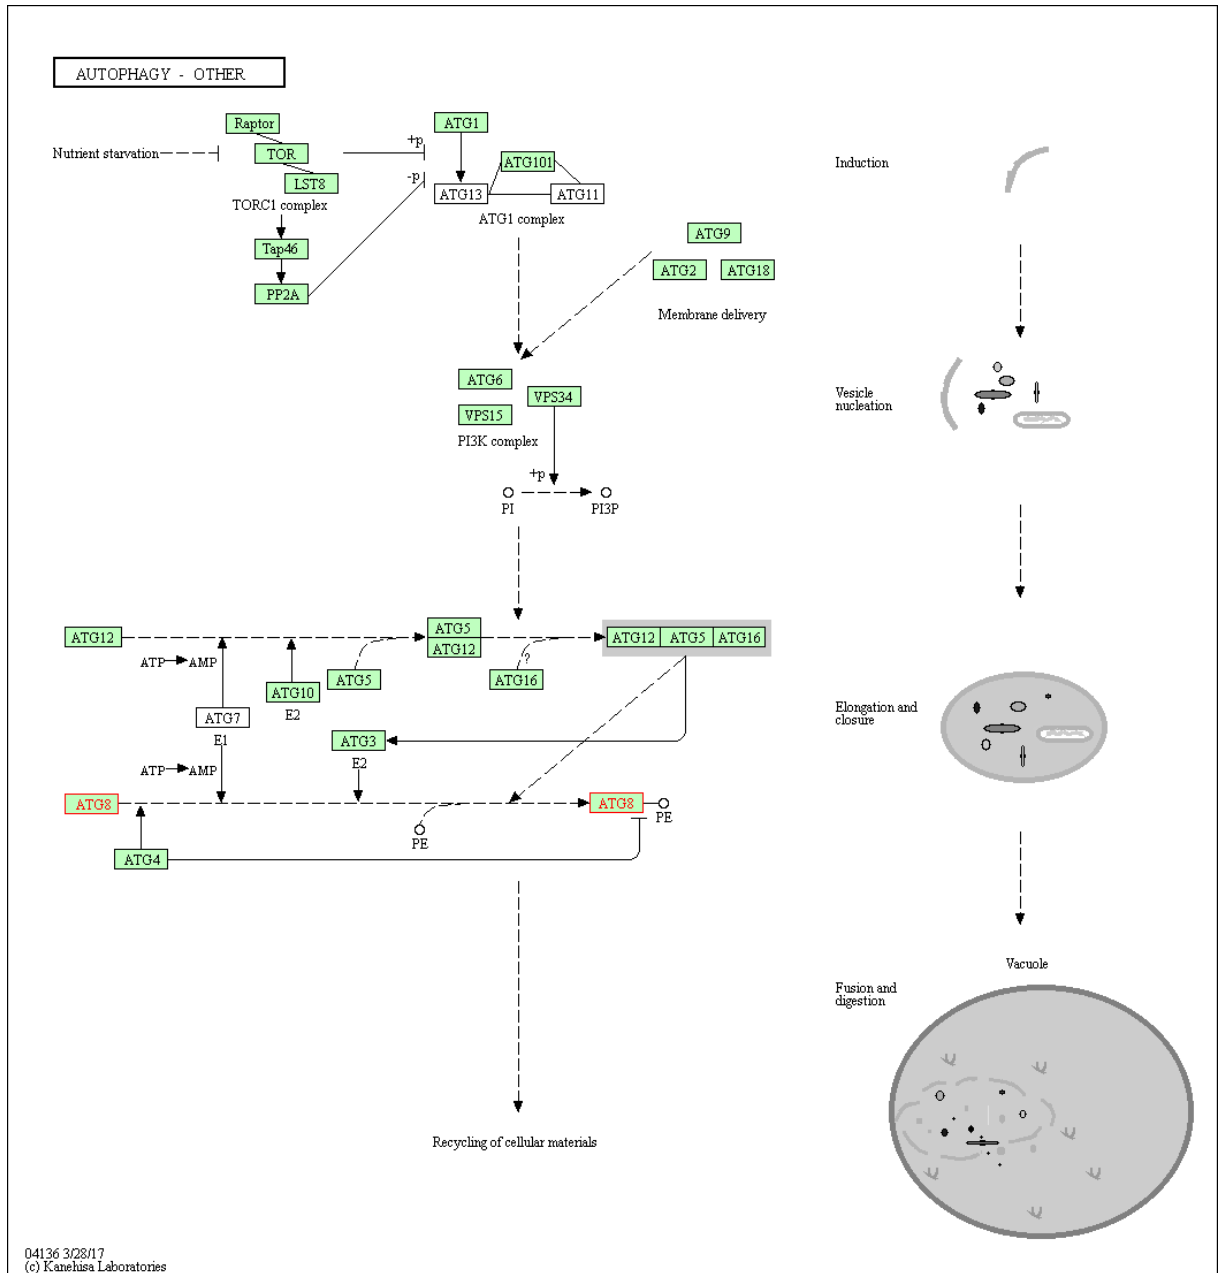 AUTOPHAGY - OTHER
Raptor
TOR
LST8
TORC1 complex
Nutrient starvation
Tap46
PP2A
+p
-p
ATG1
ATG101
ATG13
ATG11
ATG1 complex
ATG9
ATG2
ATG18
Membrane delivery
Induction
ATG6
VPS34
VPS15
PI3K complex
+p
PI
PI3P
Vesicle
nucleation
ATG12
ATP
AMP
ATG7
E1
ATG10
E2
ATG5
ATG5
ATG12
ATG16
?
ATG12
ATG5
ATG16
ATG3
E2
ATP
AMP
ATG8
ATG8
PE
PE
ATG4
Elongation and
closure
Vacuole
Fusion and
digestion
Recycling of cellular materials
04136 3/28/17
(c) Kanehisa Laboratories